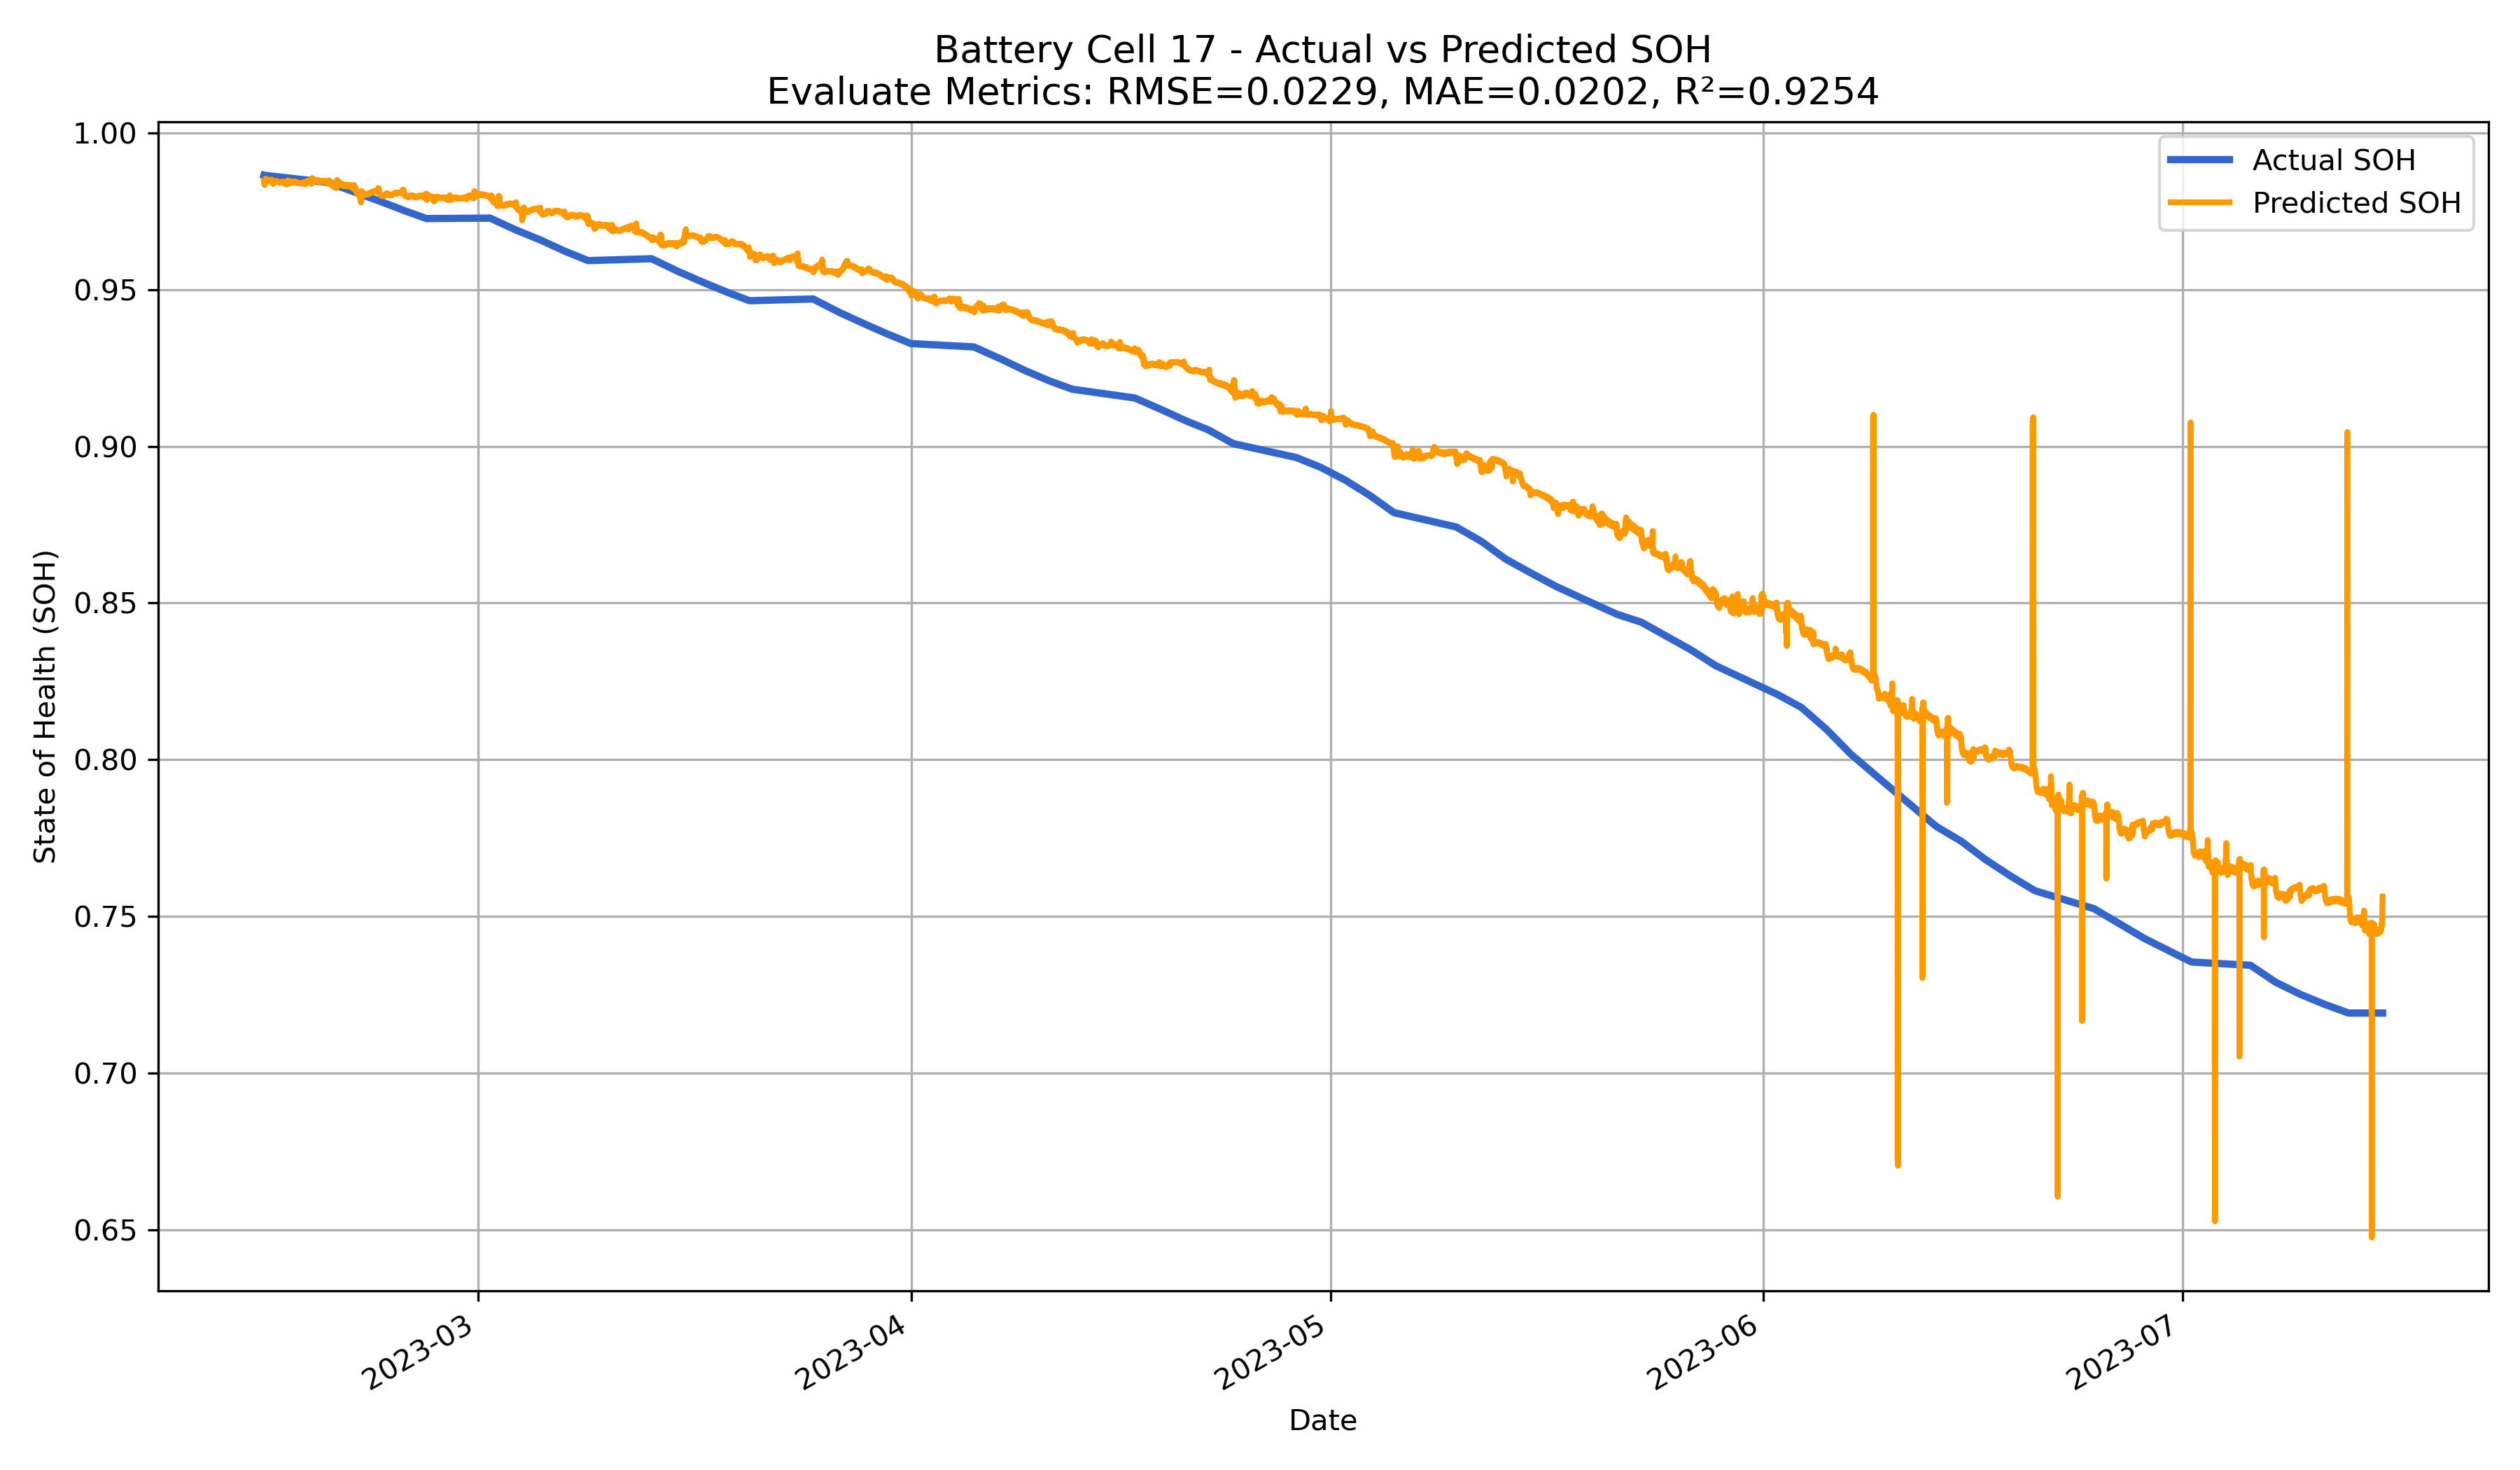 Battery Cell 17 - Actual vs Predicted SOH
Evaluate Metrics: RMSE=0.0229, MAE=0.0202, R²=0.9254
Actual SOH
Predicted SOH
State of Health (SOH)
1.00
0.95
0.90
0.85
0.80
0.75
0.70
0.65
2023-03
2023-04
2023-05
2023-06
2023-07
Date